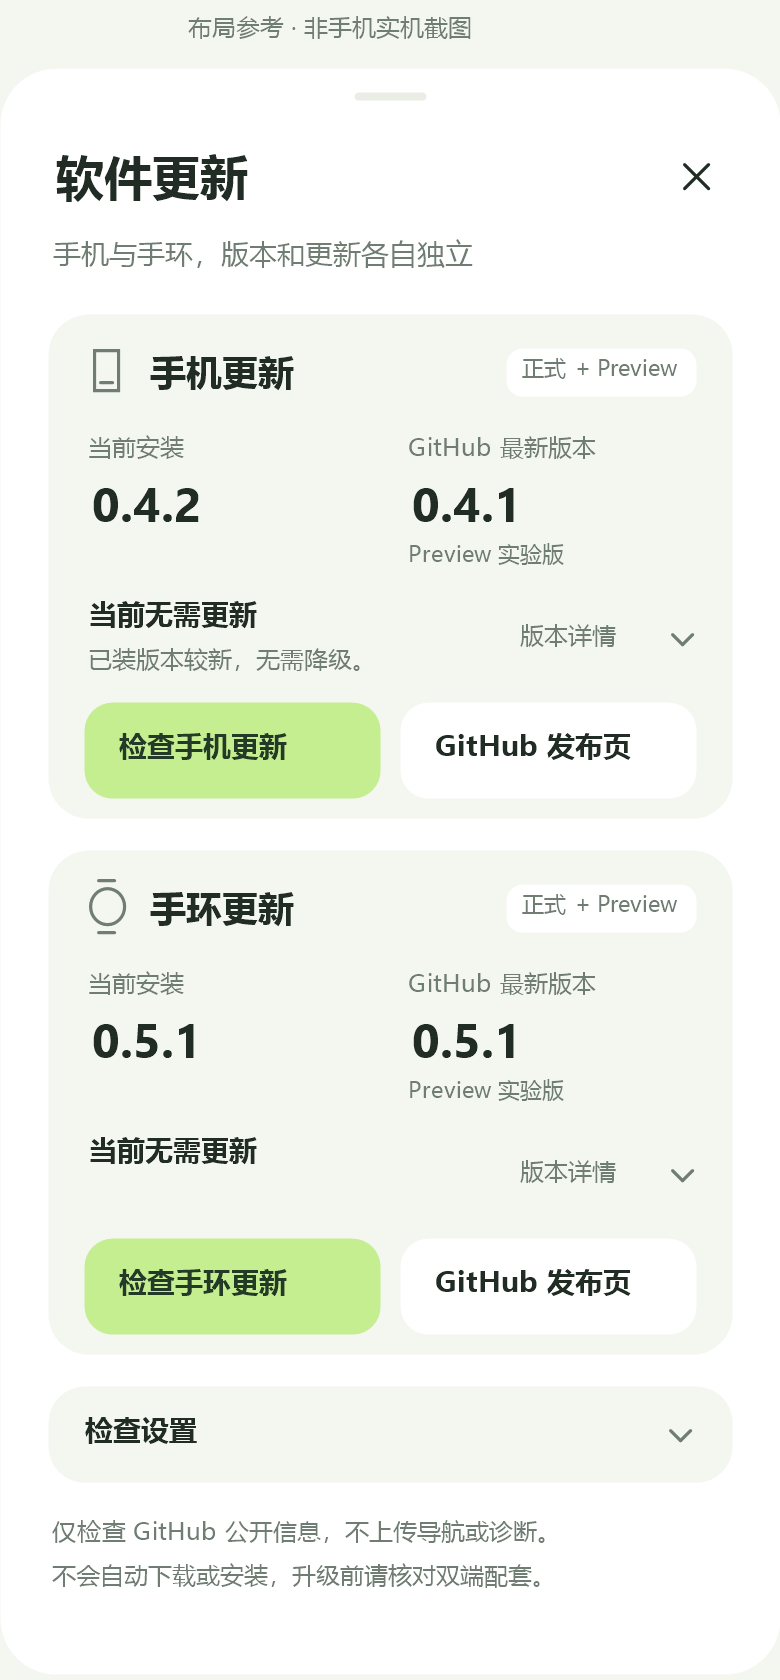 布局参考 · 非手机实机截图
软件更新
手机与手环，版本和更新各自独立
手机更新
正式 + Preview
当前安装
GitHub 最新版本
0.4.2
0.4.1
Preview 实验版
当前无需更新
版本详情
已装版本较新，无需降级。
检查手机更新
GitHub 发布页
手环更新
正式 + Preview
当前安装
GitHub 最新版本
0.5.1
0.5.1
Preview 实验版
当前无需更新
版本详情
检查手环更新
GitHub 发布页
检查设置
仅检查 GitHub 公开信息，不上传导航或诊断。
不会自动下载或安装，升级前请核对双端配套。